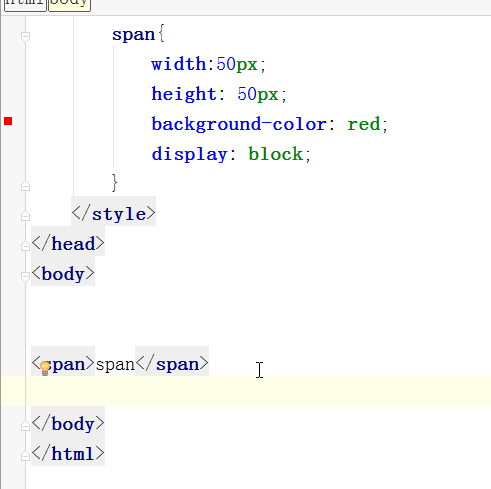 html body
span{
width:50px;
height: 50px;
background-color: red;
display: block;
}
</style>
</head>
<body>
<span>span</span>
</body>
</html>